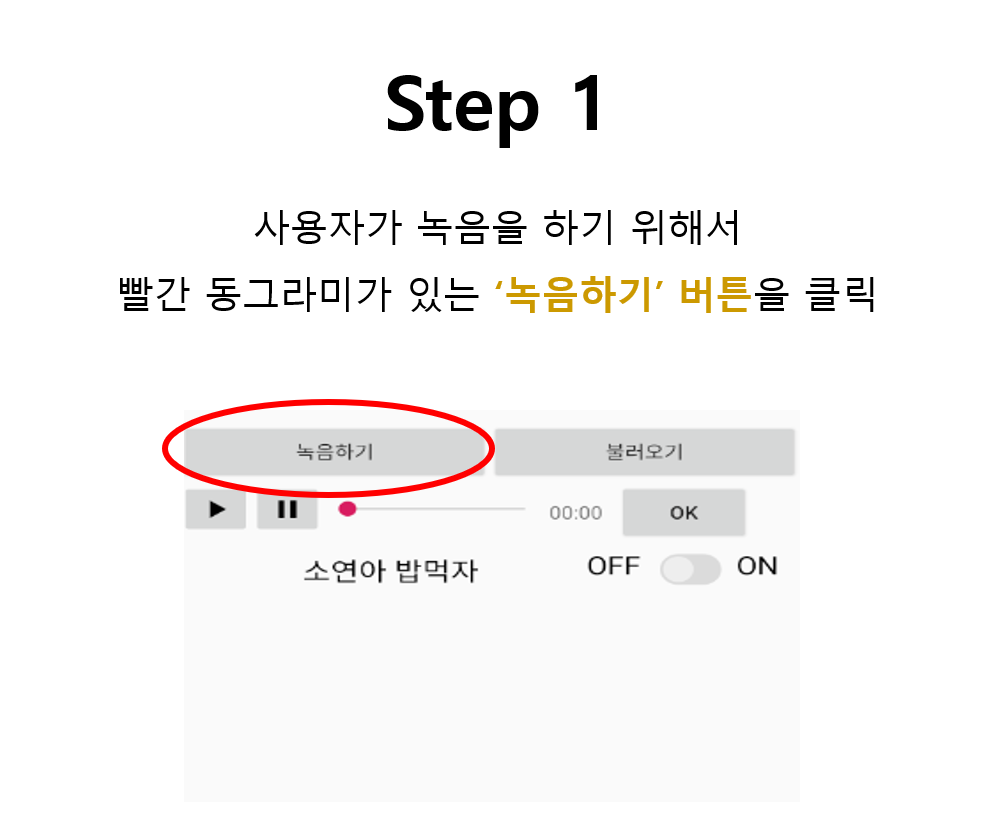 Step 1
사용자가 녹음을 하기 위해서
빨간 동그라미가 있는 ‘녹음하기’ 버튼을 클릭
녹음하기 불러오기
00:00 OK
소연아 밥먹자 OFF ON